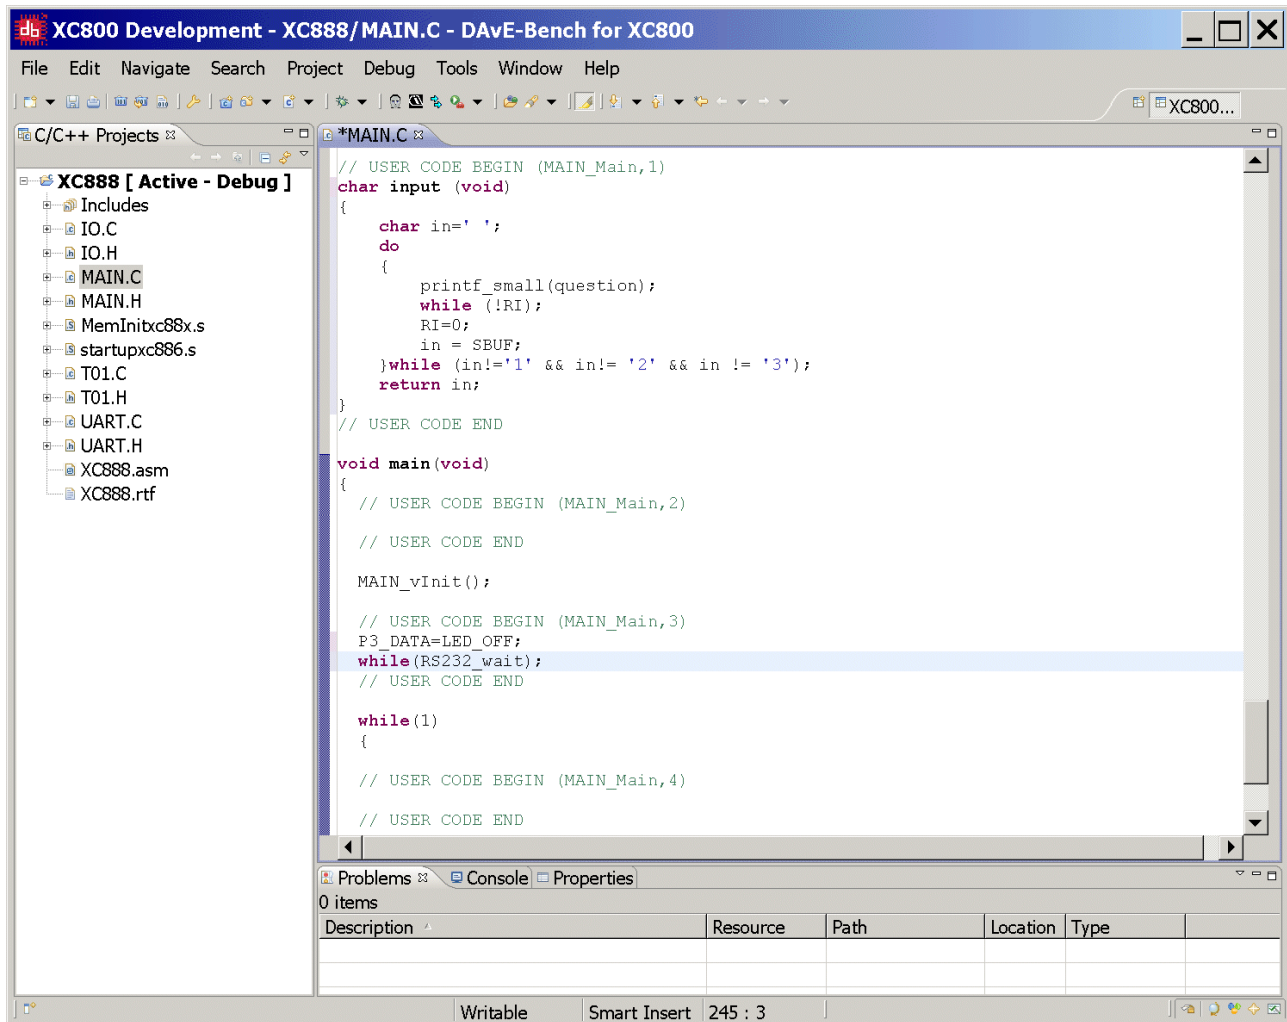 XC800 Development - XC888/MAIN.C - DAvE-Bench for XC800
File Edit Navigate Search Project Debug Tools Window Help
XC800...
C/C++ Projects
XC888 [ Active - Debug ]
Includes
IO.C
IO.H
MAIN.C
MAIN.H
MemInitxc88x.s
startupxc886.s
T01.C
T01.H
UART.C
UART.H
XC888.asm
XC888.rtf
*MAIN.C
// USER CODE BEGIN (MAIN_Main,1)
char input (void)
{
    char in=' ';
    do
    {
        printf_small(question);
        while (!RI);
        RI=0;
        in = SBUF;
    }while (in!='1' && in!= '2' && in != '3');
    return in;
}
// USER CODE END
void main(void)
{
  // USER CODE BEGIN (MAIN_Main,2)
  // USER CODE END
  MAIN_vInit();
  // USER CODE BEGIN (MAIN_Main,3)
  P3_DATA=LED_OFF;
  while(RS232_wait);
  // USER CODE END
  while(1)
  {
  // USER CODE BEGIN (MAIN_Main,4)
  // USER CODE END
Problems Console Properties
0 items
Description Resource Path Location Type
Writable Smart Insert 245 : 3